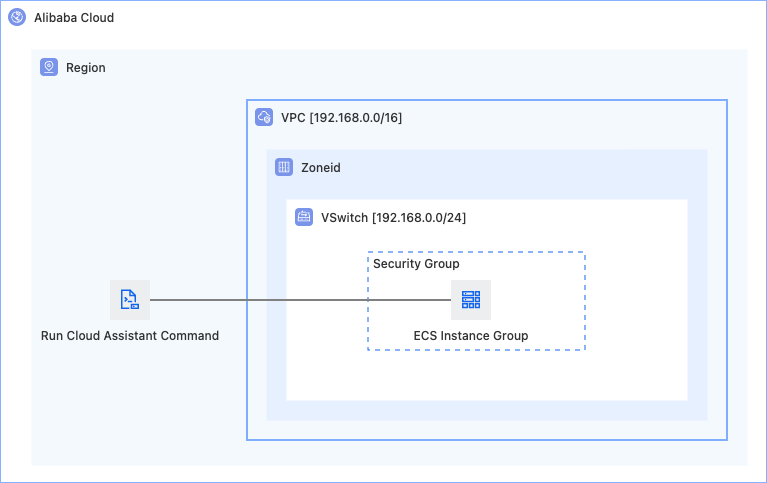 Alibaba Cloud
Region
VPC [192.168.0.0/16]
Zoneid
VSwitch [192.168.0.0/24]
Security Group
Run Cloud Assistant Command
ECS Instance Group